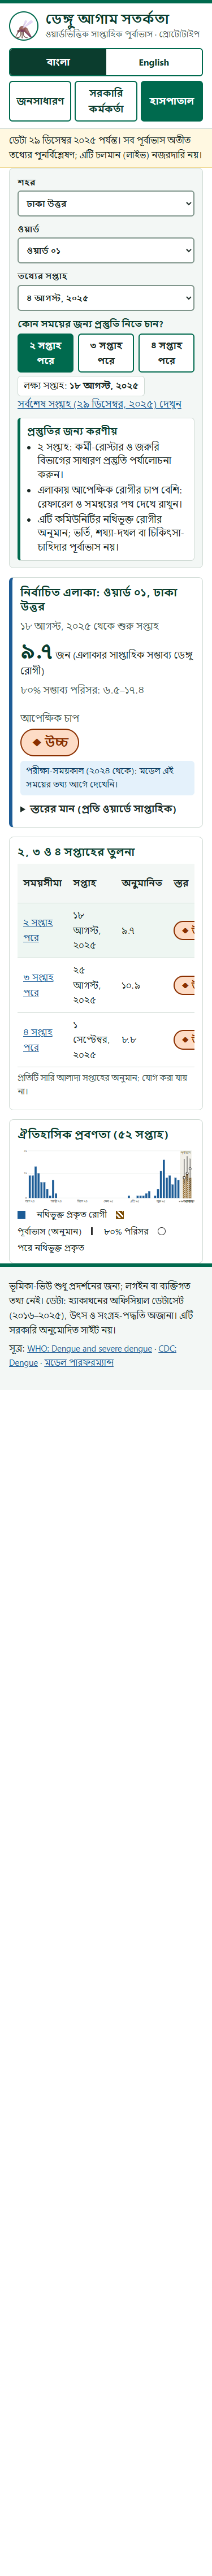 ডেঙ্গু আগাম সতর্কতা
ওয়ার্ডভিত্তিক সাপ্তাহিক পূর্বাভাস · প্রোটোটাইপ
বাংলা
English
জনসাধারণ
সরকারি
কর্মকর্তা
হাসপাতাল
ডেটা ২৯ ডিসেম্বর ২০২৫ পর্যন্ত। সব পূর্বাভাস অতীত
তথ্যের পুনর্বিশ্লেষণ; এটি চলমান (লাইভ) নজরদারি নয়।
শহর
ঢাকা উত্তর
ওয়ার্ড
ওয়ার্ড ০১
তথ্যের সপ্তাহ
৪ আগস্ট, ২০২৫
কোন সময়ের জন্য প্রস্তুতি নিতে চান?
২ সপ্তাহ
পরে
৩ সপ্তাহ
পরে
৪ সপ্তাহ
পরে
লক্ষ্য সপ্তাহ: ১৮ আগস্ট, ২০২৫
সর্বশেষ সপ্তাহ (২৯ ডিসেম্বর, ২০২৫) দেখুন
প্রস্তুতির জন্য করণীয়
২ সপ্তাহ: কর্মী-রোস্টার ও জরুরি
বিভাগের সাধারণ প্রস্তুতি পর্যালোচনা
করুন।
এলাকায় আপেক্ষিক রোগীর চাপ বেশি:
রেফারেল ও সমন্বয়ের পথ দেখে রাখুন।
এটি কমিউনিটির নথিভুক্ত রোগীর
অনুমান; ভর্তি, শয্যা-দখল বা চিকিৎসা-
চাহিদার পূর্বাভাস নয়।
নির্বাচিত এলাকা: ওয়ার্ড ০১, ঢাকা
উত্তর
১৮ আগস্ট, ২০২৫ থেকে শুরু সপ্তাহ
৯.৭ জন (এলাকার সাপ্তাহিক সম্ভাব্য ডেঙ্গু
রোগী)
৮০% সম্ভাব্য পরিসর: ৬.৫–১৭.৪
আপেক্ষিক চাপ
◆ উচ্চ
পরীক্ষা-সময়কাল (২০২৪ থেকে): মডেল এই
সময়ের তথ্য আগে দেখেনি।
▶ স্তরের মান (প্রতি ওয়ার্ডে সাপ্তাহিক)
২, ৩ ও ৪ সপ্তাহের তুলনা
সময়সীমা সপ্তাহ অনুমানিত স্তর
২ সপ্তাহ পরে ১৮ আগস্ট, ২০২৫ ৯.৭ ◆
৩ সপ্তাহ পরে ২৫ আগস্ট, ২০২৫ ১০.৯ ◆
৪ সপ্তাহ পরে ১ সেপ্টেম্বর, ২০২৫ ৮.৮ ◆
প্রতিটি সারি আলাদা সপ্তাহের অনুমান; যোগ করা যায়
না।
ঐতিহাসিক প্রবণতা (৫২ সপ্তাহ)
নথিভুক্ত প্রকৃত রোগী
পূর্বাভাস (অনুমান) ৮০% পরিসর
পরে নথিভুক্ত প্রকৃত
ভূমিকা-ভিউ শুধু প্রদর্শনের জন্য; লগইন বা ব্যক্তিগত
তথ্য নেই। ডেটা: হ্যাকাথনের অফিসিয়াল ডেটাসেট
(২০১৬–২০২৫), উৎস ও সংগ্রহ-পদ্ধতি অজানা। এটি
সরকারি অনুমোদিত সাইট নয়।
সূত্র: WHO: Dengue and severe dengue · CDC:
Dengue · মডেল পারফরম্যান্স